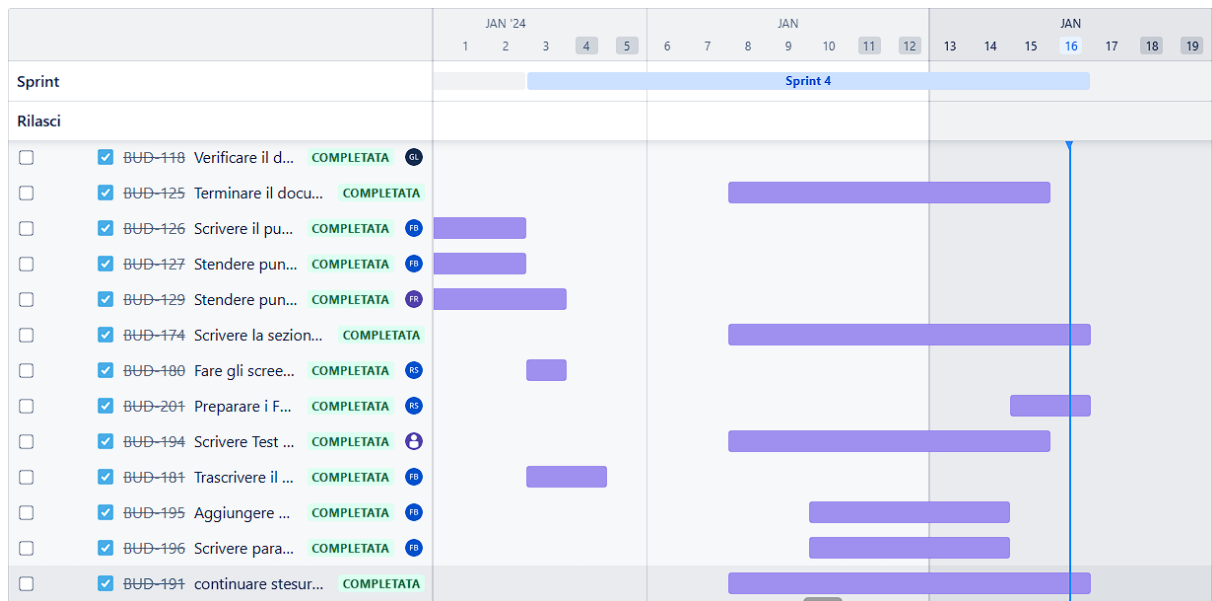 JAN '24 JAN JAN
1 2 3 4 5 6 7 8 9 10 11 12 13 14 15 16 17 18 19
Sprint Sprint 4
Rilasci
BUD-118 Verificare il d... COMPLETATA GL
BUD-125 Terminare il docu... COMPLETATA
BUD-126 Scrivere il pu... COMPLETATA FB
BUD-127 Stendere pun... COMPLETATA FB
BUD-129 Stendere pun... COMPLETATA FR
BUD-174 Scrivere la sezion... COMPLETATA
BUD-180 Fare gli scree... COMPLETATA RS
BUD-201 Preparare i F... COMPLETATA RS
BUD-194 Scrivere Test ... COMPLETATA
BUD-181 Trascrivere il ... COMPLETATA FB
BUD-195 Aggiungere ... COMPLETATA FB
BUD-196 Scrivere para... COMPLETATA FB
BUD-191 continuare stesur... COMPLETATA